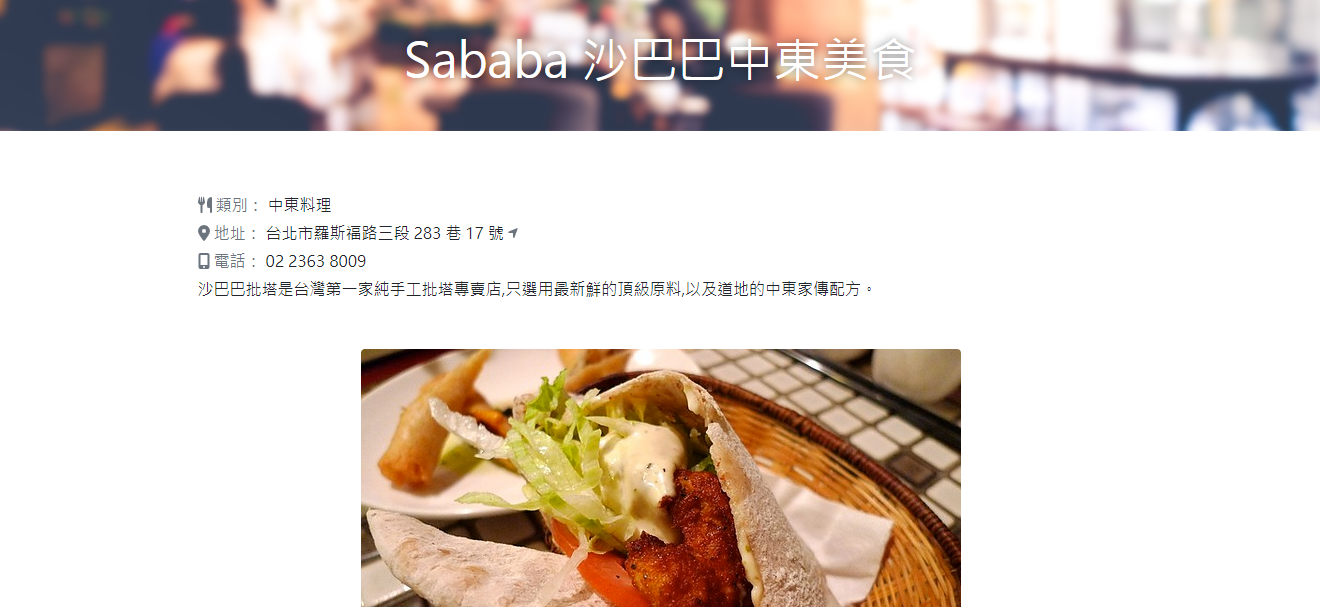 Sababa 沙巴巴中東美食
類別： 中東料理
地址： 台北市羅斯福路三段 283 巷 17 號
電話： 02 2363 8009
沙巴巴批塔是台灣第一家純手工批塔專賣店,只選用最新鮮的頂級原料,以及道地的中東家傳配方。